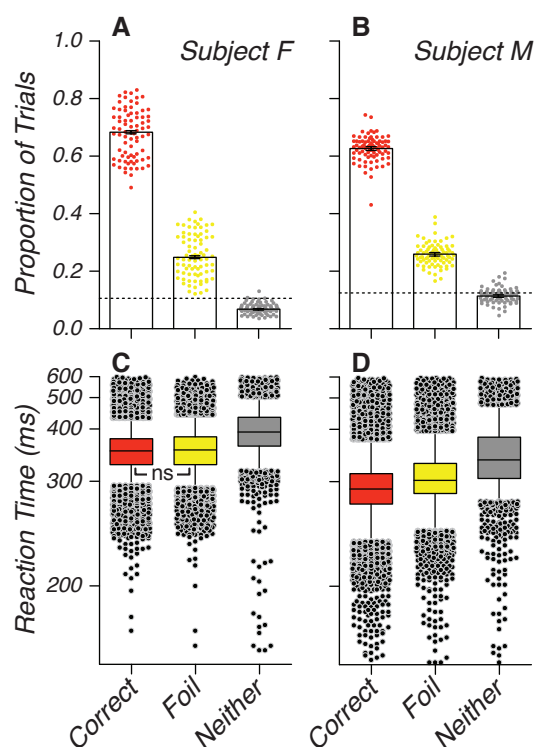 A
Subject F
B
Subject M
Proportion of Trials
1.0
0.8
0.6
0.4
0.2
0.0
C
D
Reaction Time (ms)
600
500
400
300
200
ns
Correct
Foil
Neither
Correct
Foil
Neither